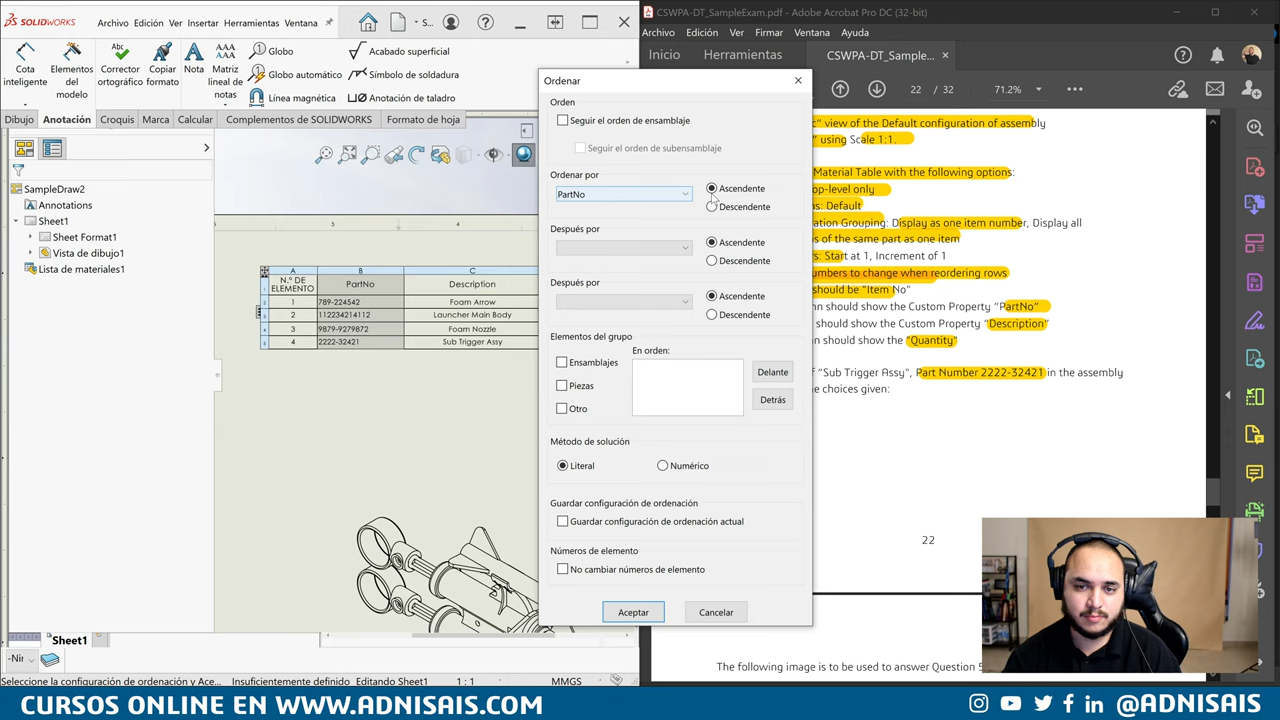 SOLIDWORKS
Archivo Edición Ver Insertar Herramientas Ventana
S...
Cota inteligente
Elementos del modelo
Corrector ortográfico
Copiar formato
Nota
Matriz lineal de notas
Globo
Globo automático
Línea magnética
Acabado superficial
Símbolo de soldadura
Anotación de taladro
Dibujo Anotación Croquis Marca Calcular Complementos de SOLIDWORKS Formato de hoja
SampleDraw2
Annotations
Sheet1
Sheet Format1
Vista de dibujo1
Lista de materiales1
A B C
N.º DE ELEMENTO PartNo Description
1 789-224542 Foam Arrow
2 112234214112 Launcher Main Body
3 9879-9279872 Foam Nozzle
4 2222-32421 Sub Trigger Assy
Sheet1
-Nir
Seleccione la configuración de ordenación y Ace... Insuficientemente definido Editando Sheet1 1 : 1 MMGS
Ordenar
Orden
Seguir el orden de ensamblaje
Seguir el orden de subensamblaje
Ordenar por
PartNo
Ascendente
Descendente
Después por
Ascendente
Descendente
Después por
Ascendente
Descendente
Elementos del grupo
En orden:
Ensamblajes
Piezas
Otro
Delante
Detrás
Método de solución
Literal Numérico
Guardar configuración de ordenación
Guardar configuración de ordenación actual
Números de elemento
No cambiar números de elemento
Aceptar Cancelar
CSWPA-DT_SampleExam.pdf - Adobe Acrobat Pro DC (32-bit)
Archivo Edición Ver Firmar Ventana Ayuda
Inicio Herramientas CSWPA-DT_Sample...
22 / 32 71.2%
c" view of the Default configuration of assembly
" using Scale 1:1.
Material Table with the following options:
op-level only
ns: Default
ration Grouping: Display as one item number, Display all
s of the same part as one item
rs: Start at 1, Increment of 1
umbers to change when reordering rows
should be "Item No"
n should show the Custom Property "PartNo"
should show the Custom Property "Description"
n should show the "Quantity"
f "Sub Trigger Assy", Part Number 2222-32421 in the assembly
e choices given:
22
The following image is to be used to answer Question 5
CURSOS ONLINE EN WWW.ADNISAIS.COM
@ADNISAIS